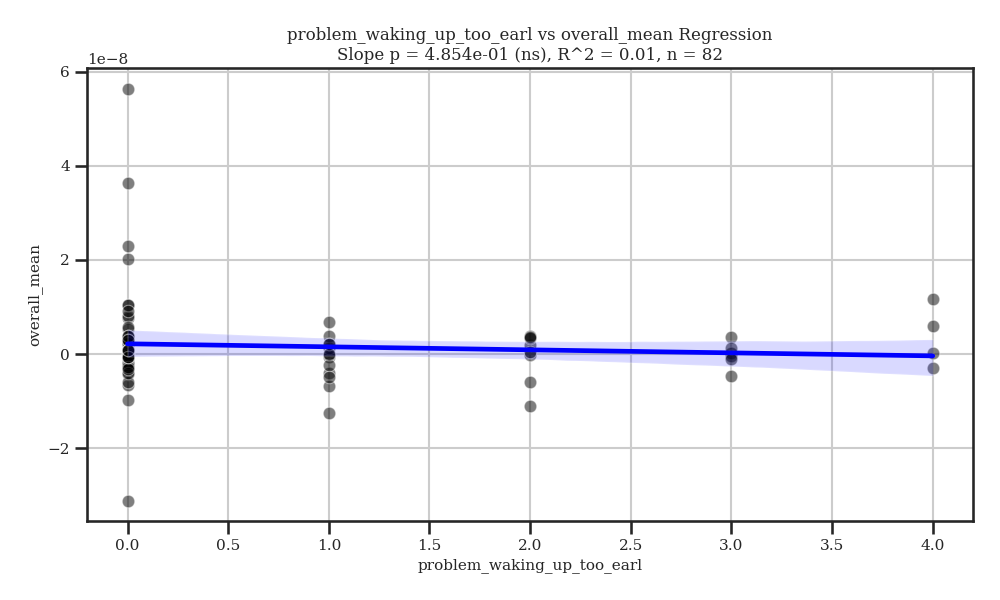 problem_waking_up_too_earl vs overall_mean Regression
Slope p = 4.854e-01 (ns), R^2 = 0.01, n = 82
1e−8
6
4
2
0
−2
overall_mean
0.0 0.5 1.0 1.5 2.0 2.5 3.0 3.5 4.0
problem_waking_up_too_earl